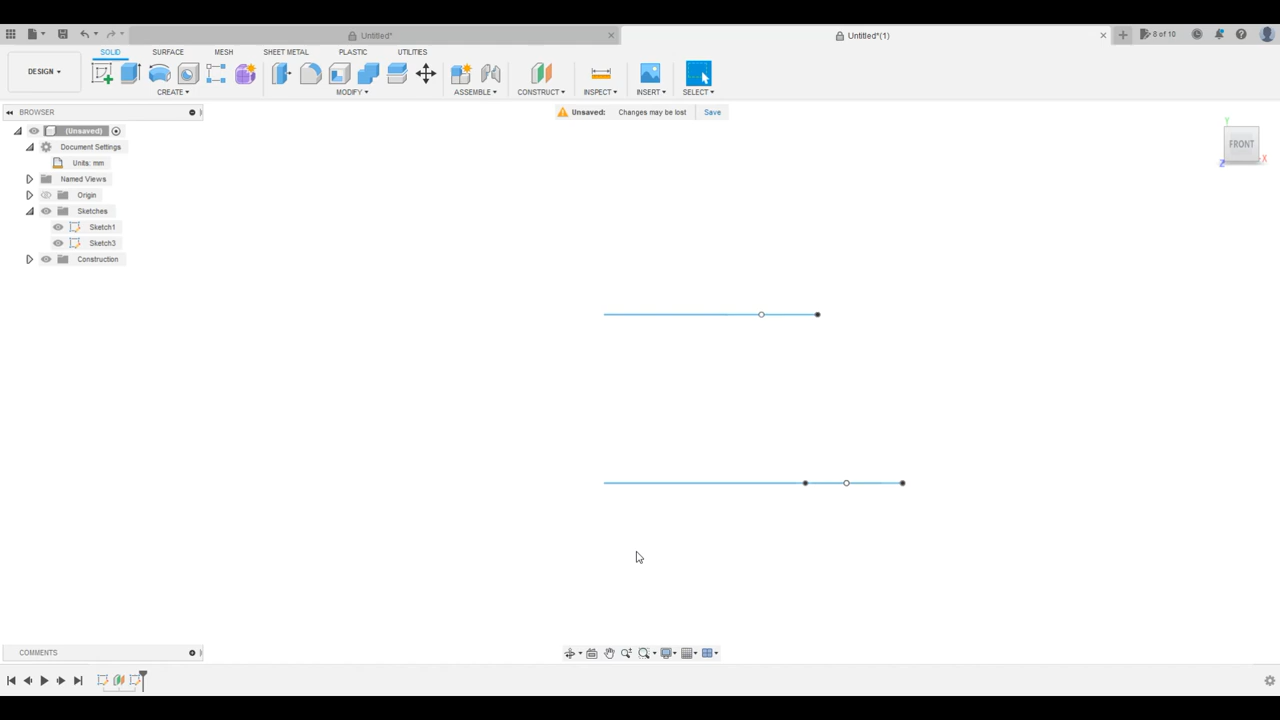 Untitled*
Untitled*(1)
8 of 10
DESIGN
SOLID
SURFACE
MESH
SHEET METAL
PLASTIC
UTILITIES
CREATE
MODIFY
ASSEMBLE
CONSTRUCT
INSPECT
INSERT
SELECT
BROWSER
Unsaved: Changes may be lost Save
(Unsaved)
Document Settings
Units: mm
Named Views
Origin
Sketches
Sketch1
Sketch3
Construction
Y
FRONT
X
Z
COMMENTS